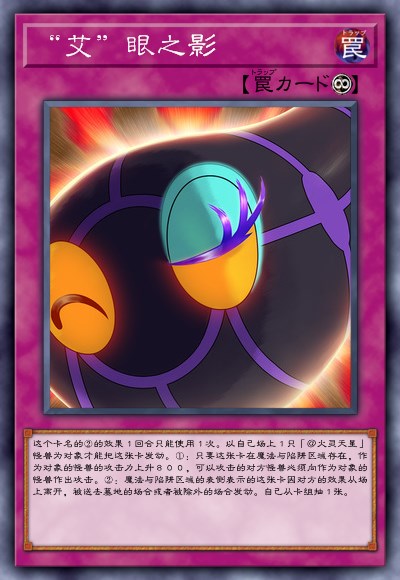 “艾”眼之影
トラップ
罠
【罠カード】
トラップ
这个卡名的②的效果1回合只能使用1次。以自己场上1只「@火灵天星」
怪兽为对象才能把这张卡发动。①：只要这张卡在魔法与陷阱区域存在，作
为对象的怪兽的攻击力上升800，可以攻击的对方怪兽必须向作为对象的
怪兽作出攻击。②：魔法与陷阱区域的表侧表示的这张卡因对方的效果从场
上离开，被送去墓地的场合或者被除外的场合发动。自己从卡组抽1张。